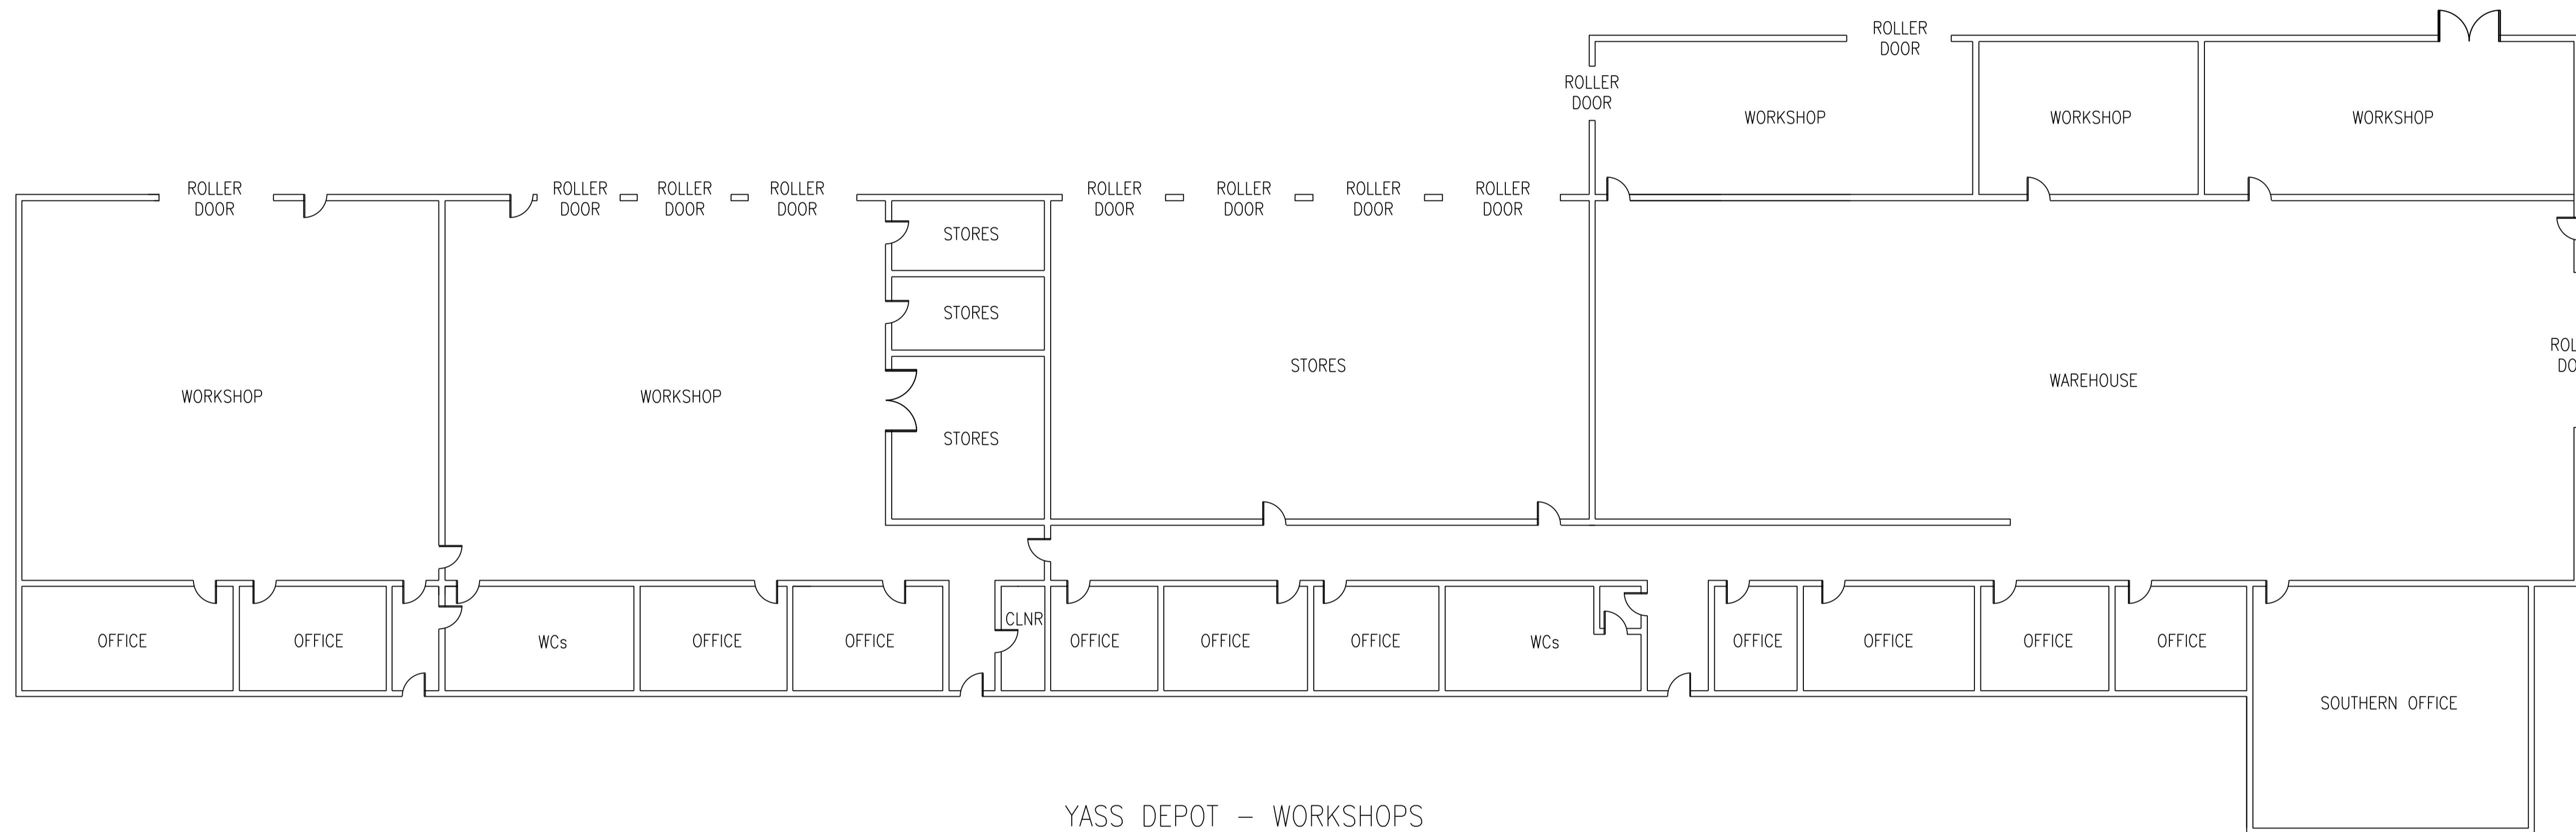 ROLLER
DOOR
ROLLER
DOOR
WORKSHOP
WORKSHOP
WORKSHOP
ROLLER
DOOR
ROLLER
DOOR
ROLLER
DOOR
ROLLER
DOOR
ROLLER
DOOR
ROLLER
DOOR
ROLLER
DOOR
ROLLER
DOOR
STORES
STORES
STORES
STORES
WORKSHOP
WORKSHOP
WAREHOUSE
ROL
DO
OFFICE
OFFICE
WCs
OFFICE
OFFICE
CLNR
OFFICE
OFFICE
OFFICE
WCs
OFFICE
OFFICE
OFFICE
OFFICE
SOUTHERN OFFICE
YASS DEPOT – WORKSHOPS